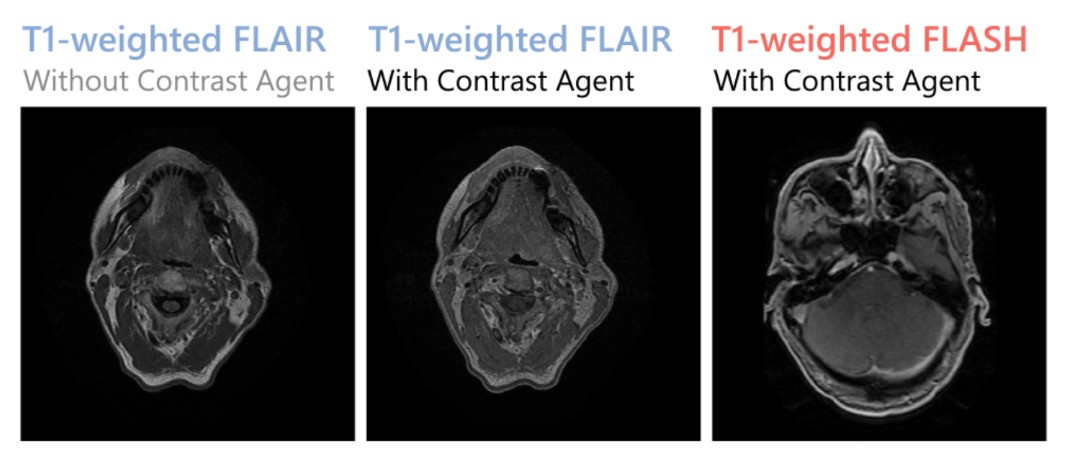 T1-weighted FLAIR
Without Contrast Agent
T1-weighted FLAIR
With Contrast Agent
T1-weighted FLASH
With Contrast Agent